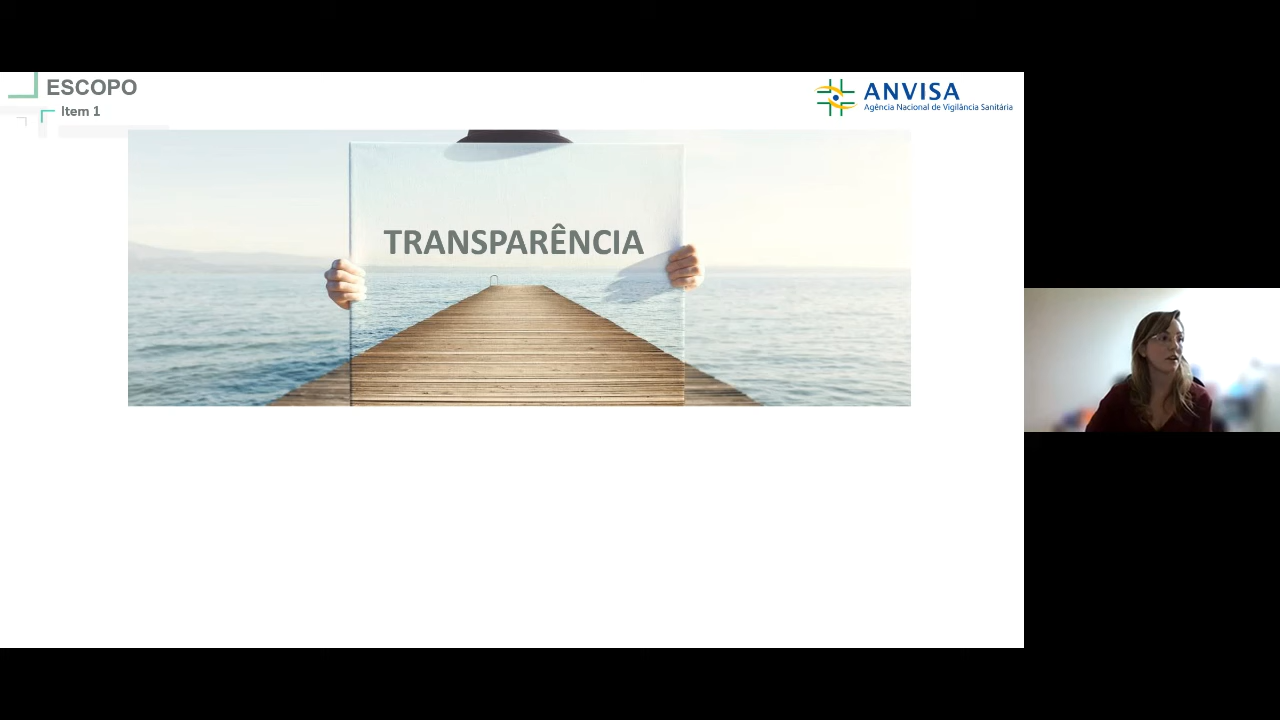 ESCOPO
Item 1
ANVISA
Agência Nacional de Vigilância Sanitária
TRANSPARÊNCIA